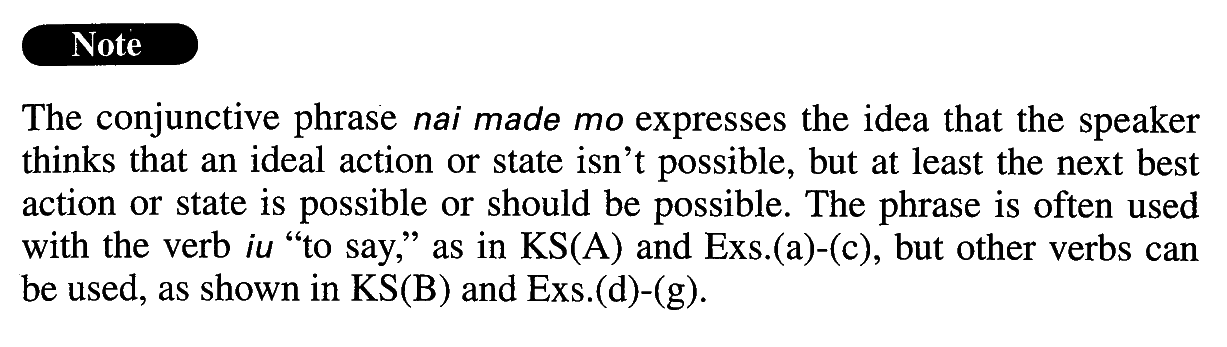 Note
The conjunctive phrase nai made mo expresses the idea that the speaker
thinks that an ideal action or state isn't possible, but at least the next best
action or state is possible or should be possible. The phrase is often used
with the verb iu “to say,” as in KS(A) and Exs.(a)-(c), but other verbs can
be used, as shown in KS(B) and Exs.(d)-(g).